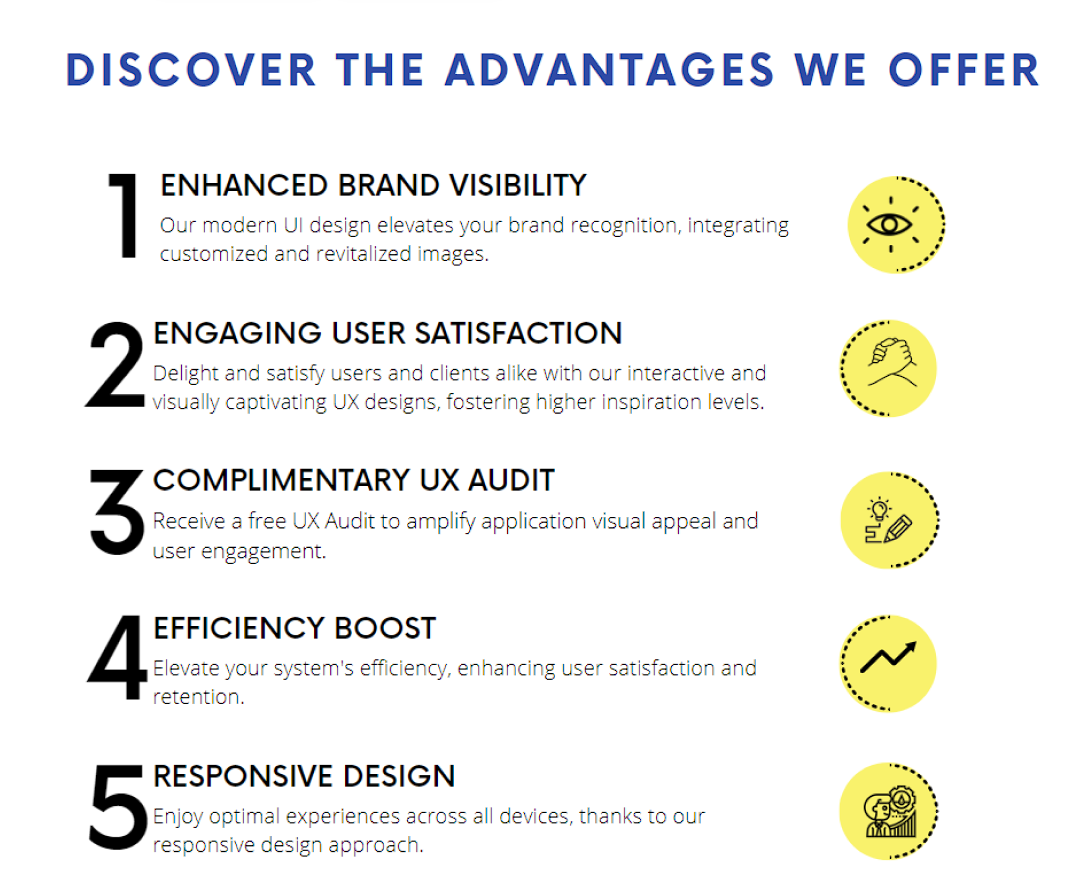 DISCOVER THE ADVANTAGES WE OFFER
1 ENHANCED BRAND VISIBILITY
Our modern UI design elevates your brand recognition, integrating
customized and revitalized images.
2 ENGAGING USER SATISFACTION
Delight and satisfy users and clients alike with our interactive and
visually captivating UX designs, fostering higher inspiration levels.
3 COMPLIMENTARY UX AUDIT
Receive a free UX Audit to amplify application visual appeal and
user engagement.
4 EFFICIENCY BOOST
Elevate your system's efficiency, enhancing user satisfaction and
retention.
5 RESPONSIVE DESIGN
Enjoy optimal experiences across all devices, thanks to our
responsive design approach.